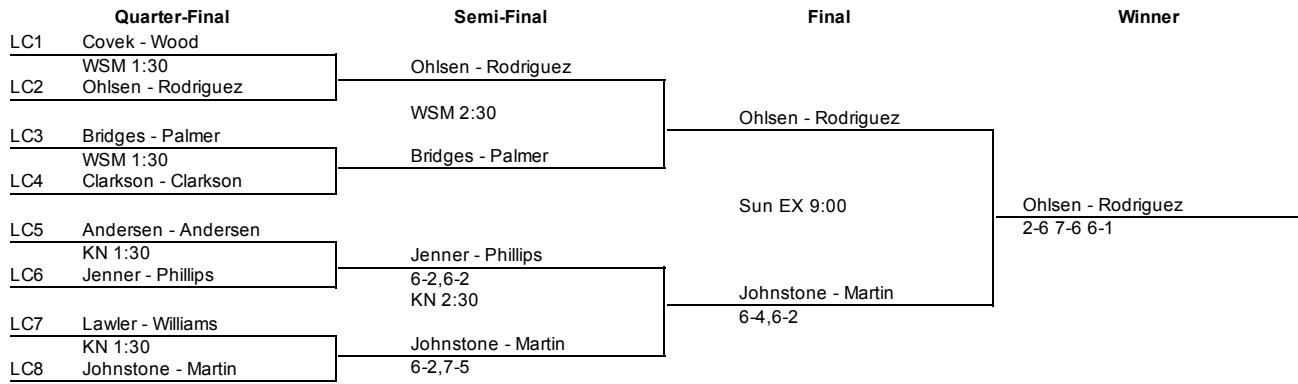 Quarter-Final Semi-Final Final Winner
LC1 Covek - Wood
WSM 1:30
Ohlsen - Rodriguez
LC2 Ohlsen - Rodriguez
WSM 2:30
Ohlsen - Rodriguez
LC3 Bridges - Palmer
WSM 1:30
Bridges - Palmer
LC4 Clarkson - Clarkson
Sun EX 9:00
Ohlsen - Rodriguez
2-6 7-6 6-1
LC5 Andersen - Andersen
KN 1:30
Jenner - Phillips
LC6 Jenner - Phillips
6-2,6-2
KN 2:30
Johnstone - Martin
6-4,6-2
LC7 Lawler - Williams
KN 1:30
Johnstone - Martin
LC8 Johnstone - Martin
6-2,7-5